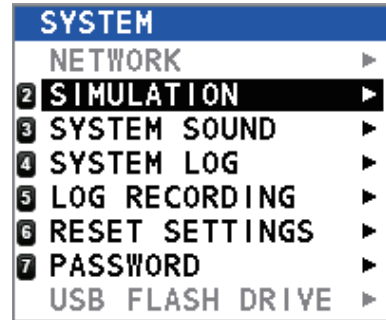 SYSTEM
NETWORK
2 SIMULATION
3 SYSTEM SOUND
4 SYSTEM LOG
5 LOG RECORDING
6 RESET SETTINGS
7 PASSWORD
USB FLASH DRIVE